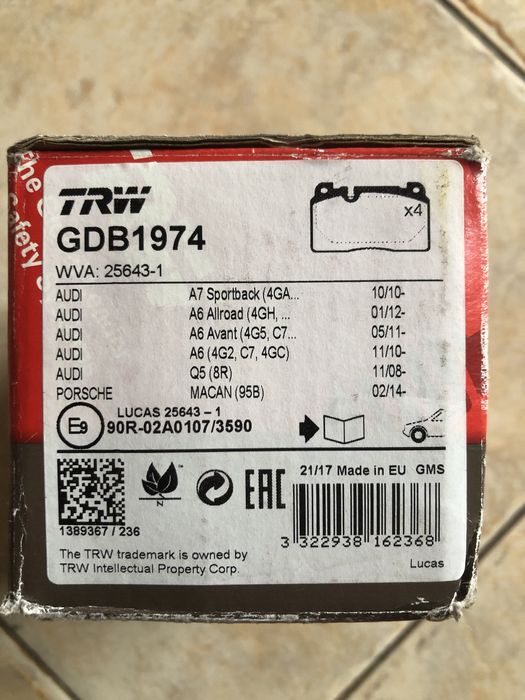 The
Safety
TRW
x4
GDB1974
WVA: 25643-1
AUDI A7 Sportback (4GA... 10/10-
AUDI A6 Allroad (4GH, ... 01/12-
AUDI A6 Avant (4G5, C7... 05/11-
AUDI A6 (4G2, C7, 4GC) 11/10-
AUDI Q5 (8R) 11/08-
PORSCHE MACAN (95B) 02/14-
E9
LUCAS 25643 – 1
90R-02A0107/3590
N
TM
EAC
21/17 Made in EU GMS
1389367 / 236
3 322938 162368
The TRW trademark is owned by
TRW Intellectual Property Corp.
Lucas